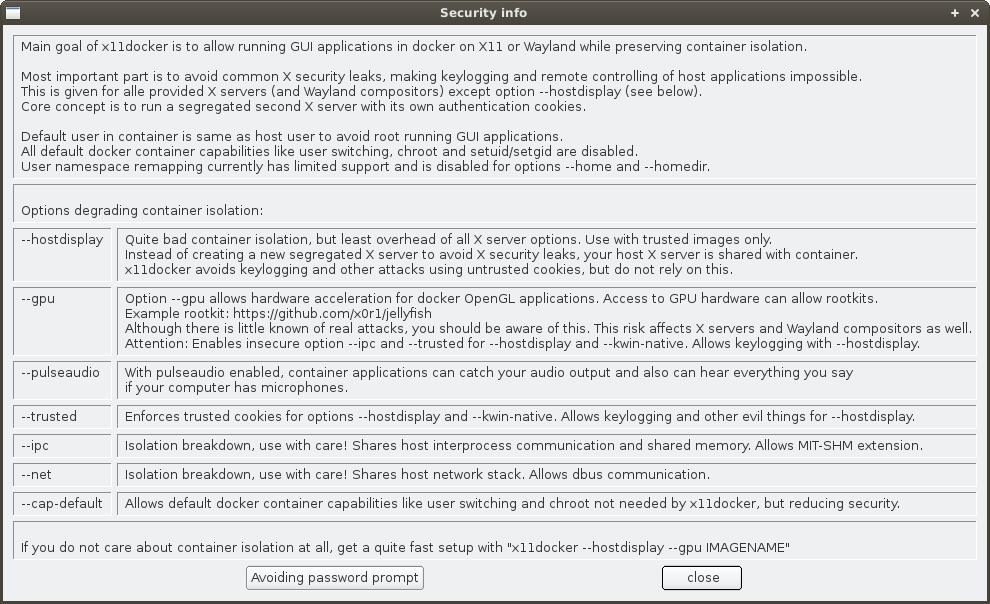 Security info
Main goal of x11docker is to allow running GUI applications in docker on X11 or Wayland while preserving container isolation.
Most important part is to avoid common X security leaks, making keylogging and remote controlling of host applications impossible.
This is given for alle provided X servers (and Wayland compositors) except option --hostdisplay (see below).
Core concept is to run a segregated second X server with its own authentication cookies.
Default user in container is same as host user to avoid root running GUI applications.
All default docker container capabilities like user switching, chroot and setuid/setgid are disabled.
User namespace remapping currently has limited support and is disabled for options --home and --homedir.
Options degrading container isolation:
--hostdisplay
Quite bad container isolation, but least overhead of all X server options. Use with trusted images only.
Instead of creating a new segregated X server to avoid X security leaks, your host X server is shared with container.
x11docker avoids keylogging and other attacks using untrusted cookies, but do not rely on this.
--gpu
Option --gpu allows hardware acceleration for docker OpenGL applications. Access to GPU hardware can allow rootkits.
Example rootkit: https://github.com/x0r1/jellyfish
Although there is little known of real attacks, you should be aware of this. This risk affects X servers and Wayland compositors as well.
Attention: Enables insecure option --ipc and --trusted for --hostdisplay and --kwin-native. Allows keylogging with --hostdisplay.
--pulseaudio
With pulseaudio enabled, container applications can catch your audio output and also can hear everything you say
if your computer has microphones.
--trusted
Enforces trusted cookies for options --hostdisplay and --kwin-native. Allows keylogging and other evil things for --hostdisplay.
--ipc
Isolation breakdown, use with care! Shares host interprocess communication and shared memory. Allows MIT-SHM extension.
--net
Isolation breakdown, use with care! Shares host network stack. Allows dbus communication.
--cap-default
Allows default docker container capabilities like user switching and chroot not needed by x11docker, but reducing security.
If you do not care about container isolation at all, get a quite fast setup with "x11docker --hostdisplay --gpu IMAGENAME"
Avoiding password prompt
close